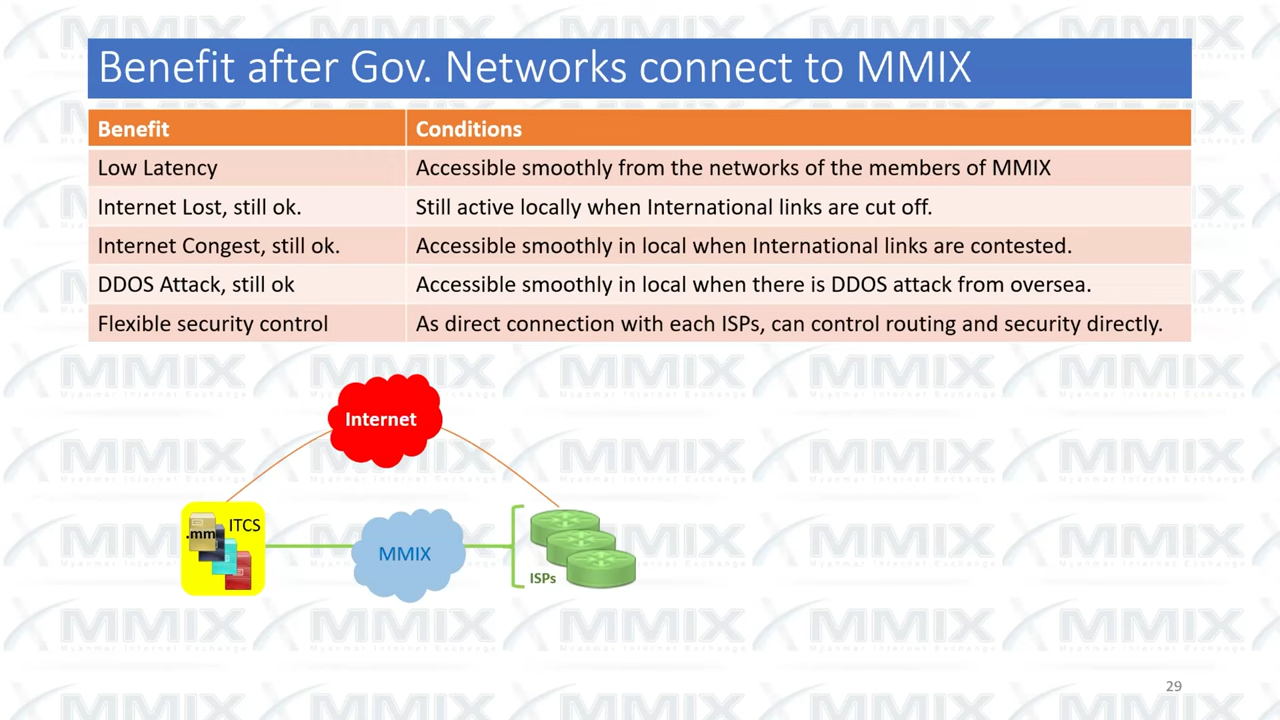 Benefit after Gov. Networks connect to MMIX
Benefit Conditions
Low Latency Accessible smoothly from the networks of the members of MMIX
Internet Lost, still ok. Still active locally when International links are cut off.
Internet Congest, still ok. Accessible smoothly in local when International links are contested.
DDOS Attack, still ok Accessible smoothly in local when there is DDOS attack from oversea.
Flexible security control As direct connection with each ISPs, can control routing and security directly.
Internet
.mm ITCS
MMIX
ISPs
29
MMIX
Myanmar Internet Exchange